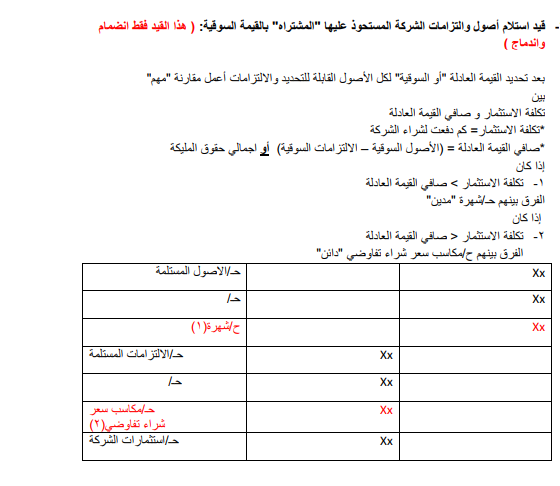 - قيد استلام أصول والتزامات الشركة المستحوذ عليها "المشتراه" بالقيمة السوقية: ( هذا القيد فقط انضمام
واندماج )
بعد تحديد القيمة العادلة "أو السوقية" لكل الأصول القابلة للتحديد والالتزامات أعمل مقارنة "مهم"
بين
تكلفة الاستثمار و صافي القيمة العادلة
*تكلفة الاستثمار= كم دفعت لشراء الشركة
*صافي القيمة العادلة = (الأصول السوقية – الالتزامات السوقية) أو اجمالي حقوق المليكة
إذا كان
١- تكلفة الاستثمار > صافي القيمة العادلة
الفرق بينهم حـ/شهرة "مدين"
إذا كان
٢- تكلفة الاستثمار < صافي القيمة العادلة
الفرق بينهم ح/مكاسب سعر شراء تفاوضي "دائن"
Xx حـ/الاصول المستلمة
Xx حـ/
Xx ح/شهرة(١)
Xx حـ/الالتزامات المستلمة
Xx حـ/
Xx حـ/مكاسب سعر
شراء تفاوضي(٢)
Xx حـ/استثمارات الشركة